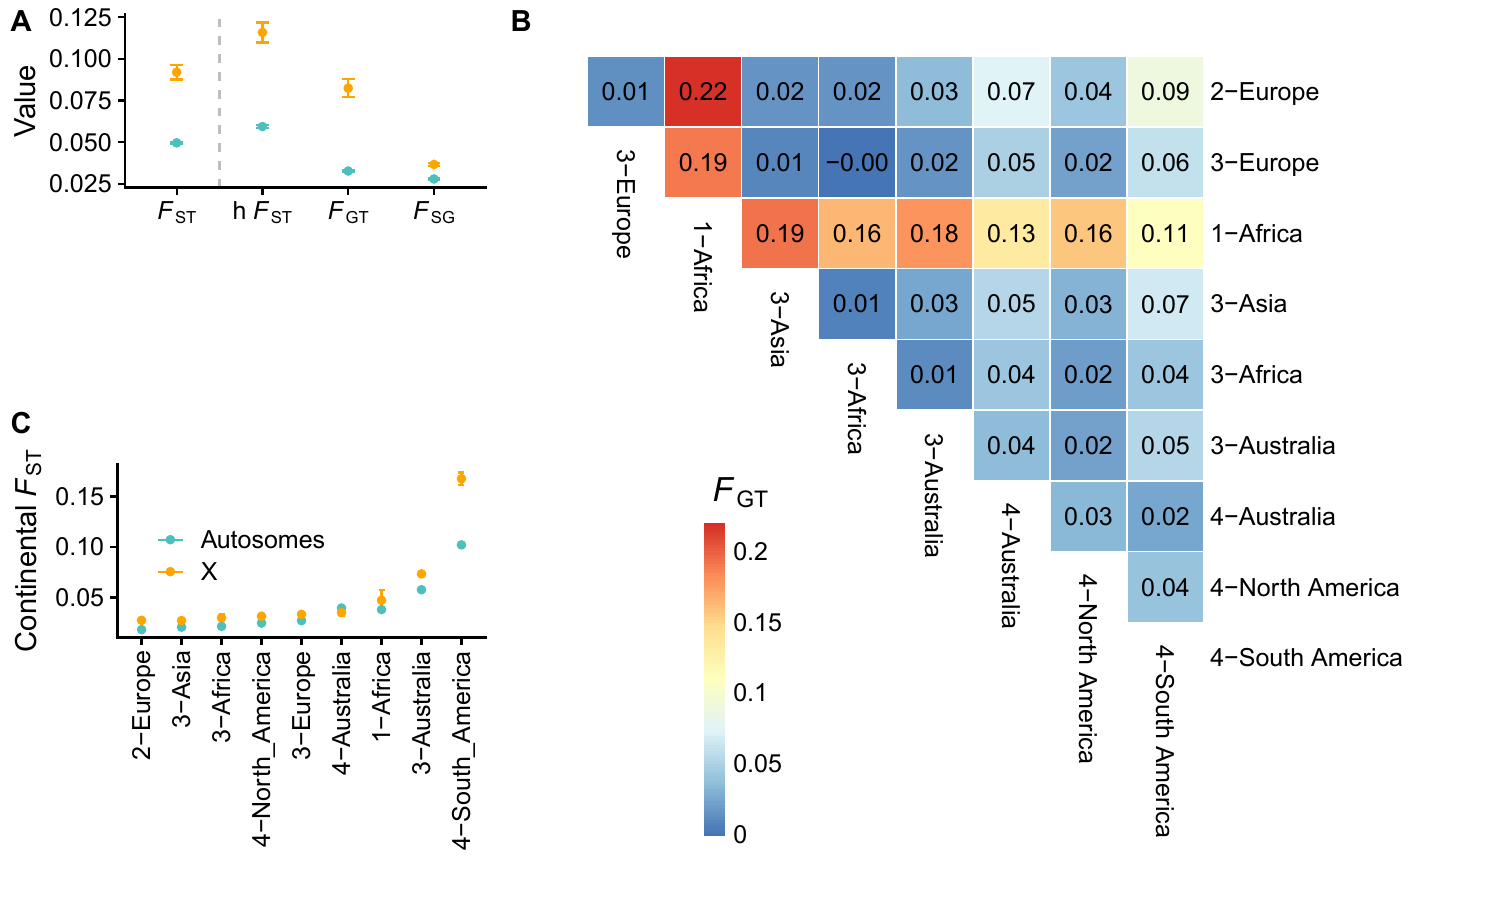 A
Value
0.125
0.100
0.075
0.050
0.025
FST
h FST
FGT
FSG
B
0.01 0.22 0.02 0.02 0.03 0.07 0.04 0.09 2−Europe
0.19 0.01 −0.00 0.02 0.05 0.02 0.06 3−Europe
0.19 0.16 0.18 0.13 0.16 0.11 1−Africa
0.01 0.03 0.05 0.03 0.07 3−Asia
0.01 0.04 0.02 0.04 3−Africa
0.04 0.02 0.05 3−Australia
0.03 0.02 4−Australia
0.04 4−North America
4−South America
3−Europe
1−Africa
3−Asia
3−Africa
3−Australia
4−Australia
4−North America
4−South America
FGT
0.2
0.15
0.1
0.05
0
C
Continental FST
0.15
0.10
0.05
Autosomes
X
2−Europe
3−Asia
3−Africa
4−North_America
3−Europe
4−Australia
1−Africa
3−Australia
4−South_America